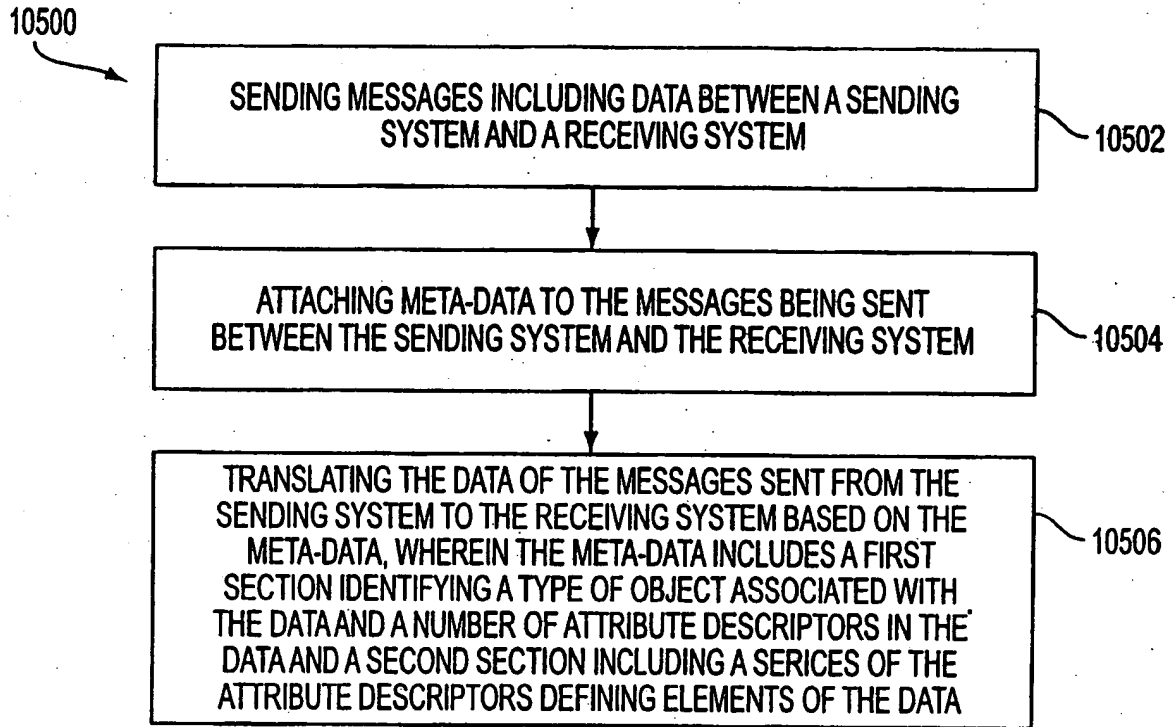 10500
SENDING MESSAGES INCLUDING DATA BETWEEN A SENDING
SYSTEM AND A RECEIVING SYSTEM
10502
ATTACHING META-DATA TO THE MESSAGES BEING SENT
BETWEEN THE SENDING SYSTEM AND THE RECEIVING SYSTEM
10504
TRANSLATING THE DATA OF THE MESSAGES SENT FROM THE
SENDING SYSTEM TO THE RECEIVING SYSTEM BASED ON THE
META-DATA, WHEREIN THE META-DATA INCLUDES A FIRST
SECTION IDENTIFYING A TYPE OF OBJECT ASSOCIATED WITH
THE DATA AND A NUMBER OF ATTRIBUTE DESCRIPTORS IN THE
DATA AND A SECOND SECTION INCLUDING A SERICES OF THE
ATTRIBUTE DESCRIPTORS DEFINING ELEMENTS OF THE DATA
10506